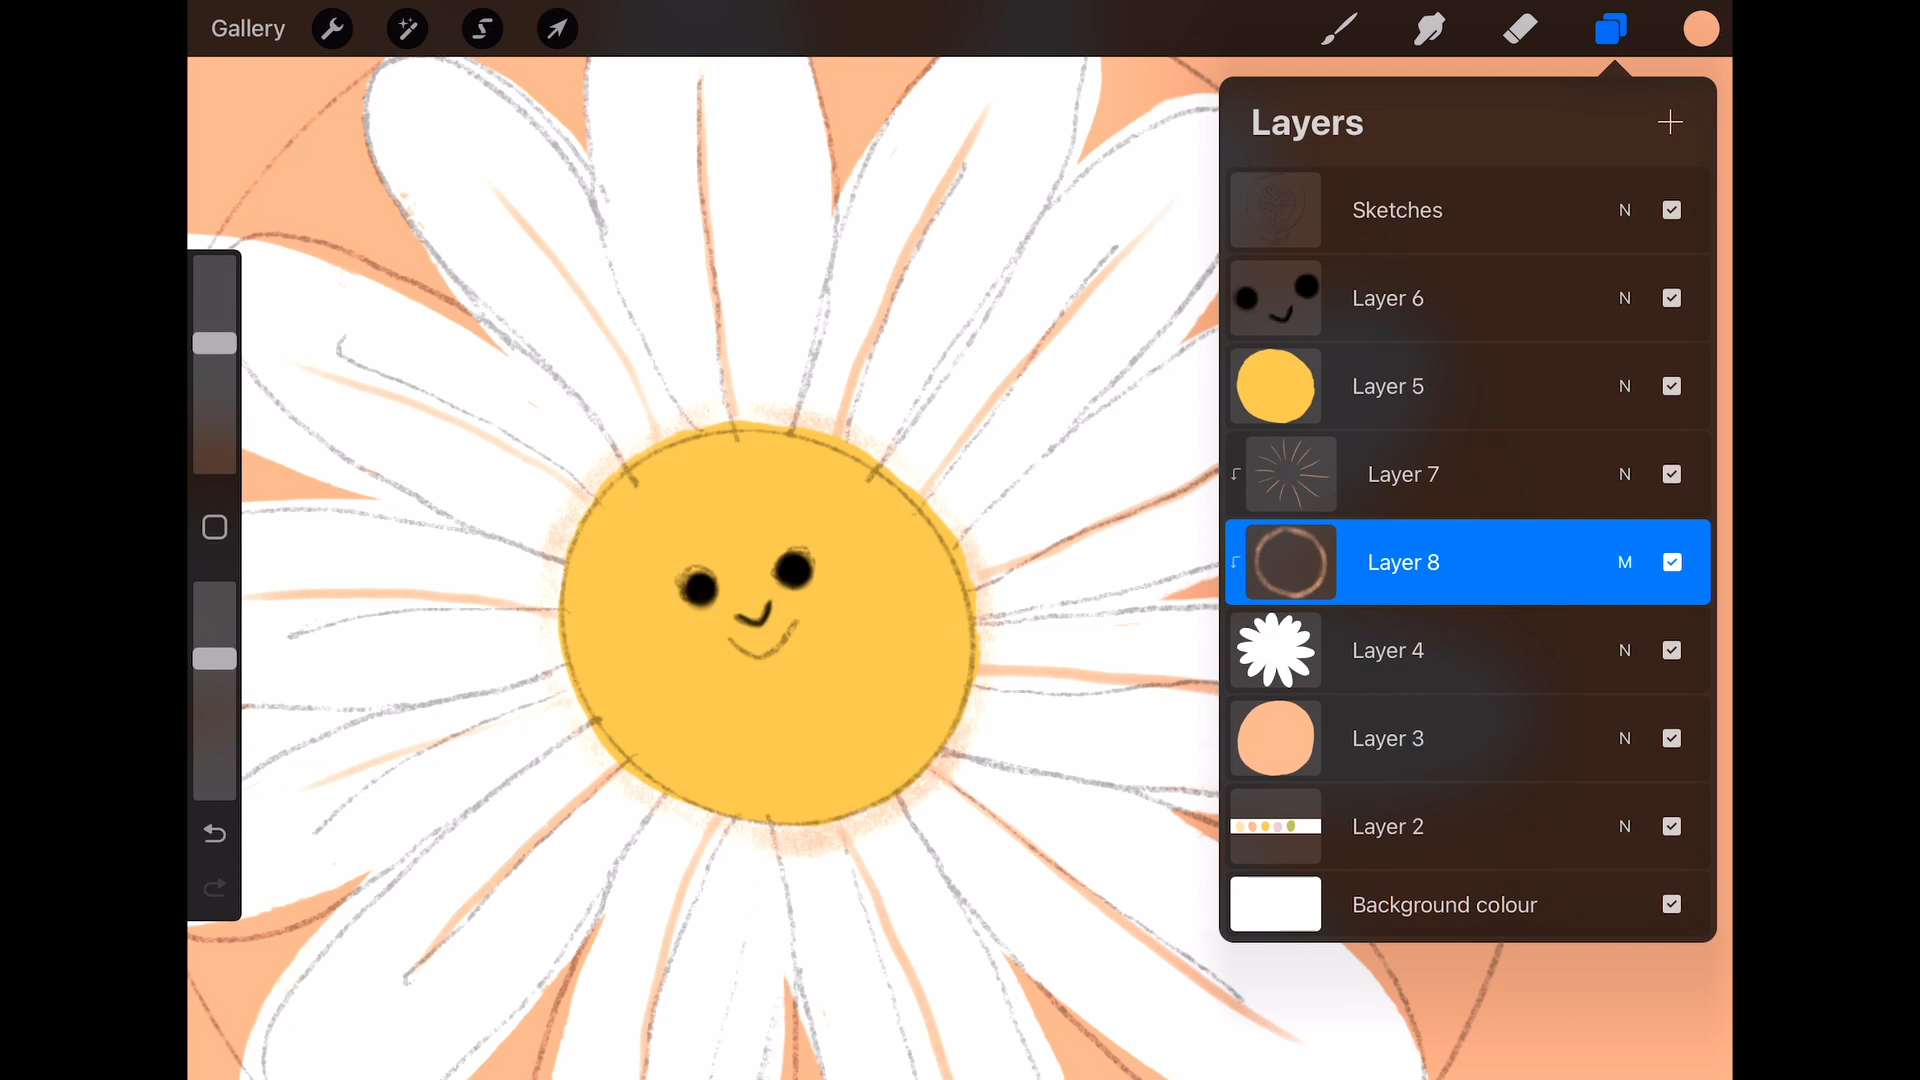 Gallery
Layers
Sketches N
Layer 6 N
Layer 5 N
Layer 7 N
Layer 8 M
Layer 4 N
Layer 3 N
Layer 2 N
Background colour